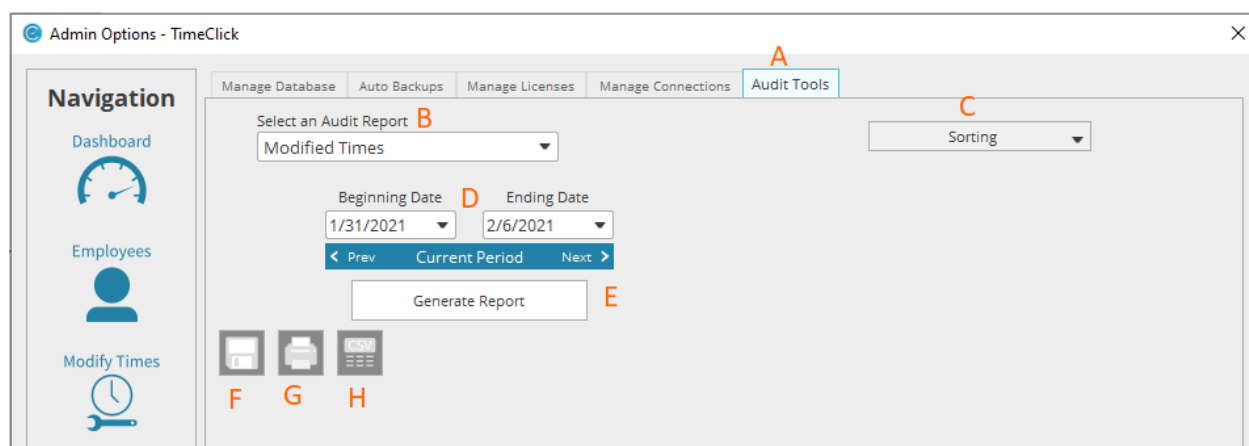 Admin Options - TimeClick
A
Navigation
Manage Database Auto Backups Manage Licenses Manage Connections Audit Tools
Select an Audit Report B
C
Dashboard
Modified Times
Sorting
Beginning Date D Ending Date
1/31/2021 2/6/2021
Employees
< Prev Current Period Next >
Generate Report E
CSV
Modify Times
F G H